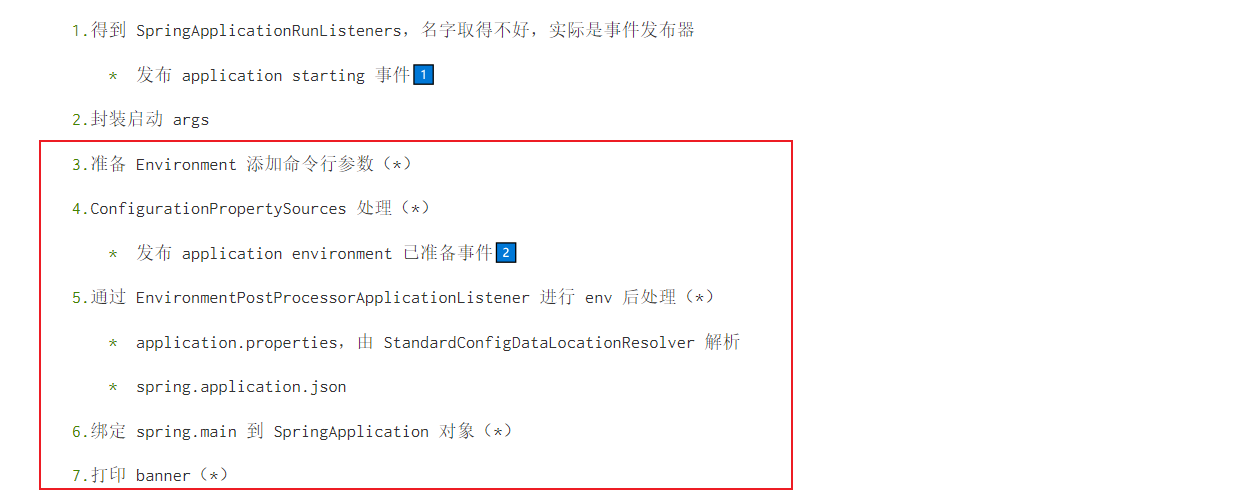 1.得到 SpringApplicationRunListeners，名字取得不好，实际是事件发布器
* 发布 application starting 事件1
2.封装启动 args
3.准备 Environment 添加命令行参数（*）
4.ConfigurationPropertySources 处理（*）
* 发布 application environment 已准备事件2
5.通过 EnvironmentPostProcessorApplicationListener 进行 env 后处理（*）
* application.properties，由 StandardConfigDataLocationResolver 解析
* spring.application.json
6.绑定 spring.main 到 SpringApplication 对象（*）
7.打印 banner（*）